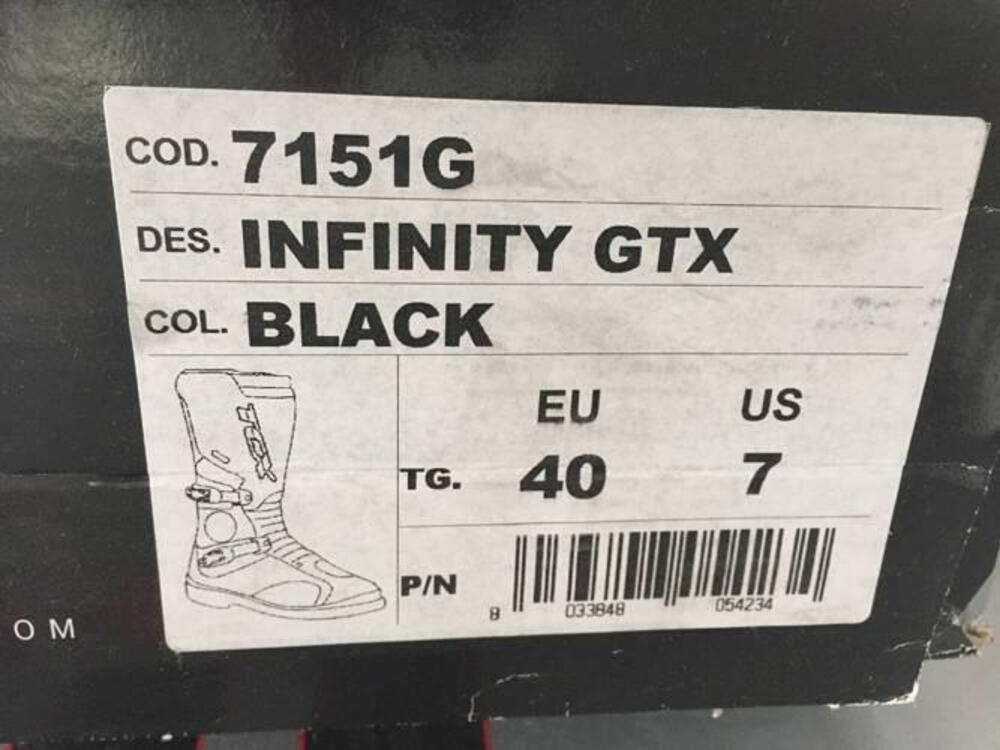 COD. 7151G
DES. INFINITY GTX
COL. BLACK
TCX
EU US
TG. 40 7
P/N
8 033848 054234
OM